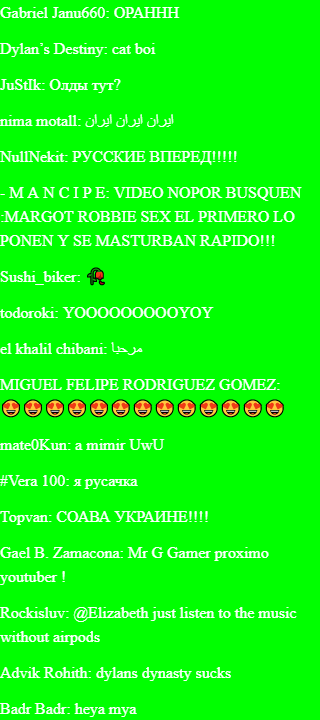 Gabriel Janu660: ОРАНHН
Dylan's Destiny: cat boi
JuStIk: Олды тут?
nima motall: ایران ایران ایران
NullNekit: РУССКИЕ ВПЕРЕД!!!!!
- M A N C I P E: VIDEO NOPOR BUSQUEN
:MARGOT ROBBIE SEX EL PRIMERO LO
PONEN Y SE MASTURBAN RAPIDO!!!
Sushi_biker: 🥀
todoroki: YOOOOOOOOOYOY
el khalil chibani: مرحبا
MIGUEL FELIPE RODRIGUEZ GOMEZ:
😍😍😍😍😍😍😍😍😍😍😍😍😍
mate0Kun: a mimir UwU
#Vera 100: я русачка
Topvan: СОАВА УКРАИНЕ!!!!
Gael B. Zamacona: Mr G Gamer proximo
youtuber !
Rockisluv: @Elizabeth just listen to the music
without airpods
Advik Rohith: dylans dynasty sucks
Badr Badr: heya mya